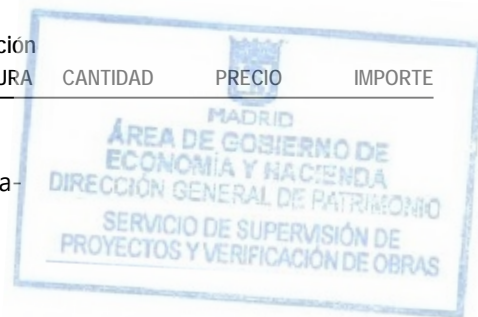 ción
URA CANTIDAD PRECIO IMPORTE
MADRID
ÁREA DE GOBIERNO DE
ECONOMÍA Y HACIENDA
a-
DIRECCIÓN GENERAL DE PATRIMONIO
SERVICIO DE SUPERVISIÓN DE
PROYECTOS Y VERIFICACIÓN DE OBRAS